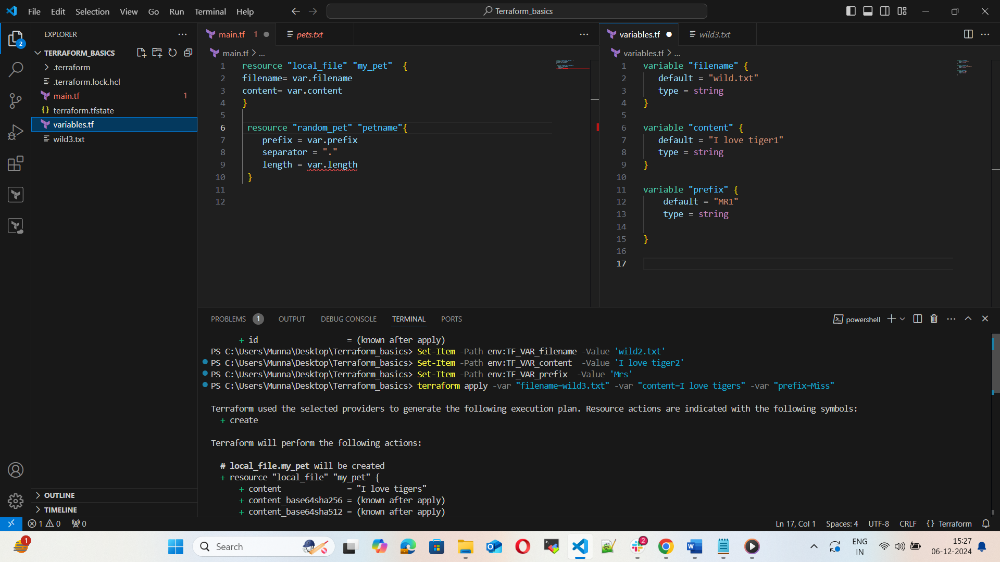 File Edit Selection View Go Run Terminal Help
Terraform_basics
EXPLORER
TERRAFORM_BASICS
.terraform
.terraform.lock.hcl
main.tf 1
terraform.tfstate
variables.tf
wild3.txt
OUTLINE
TIMELINE
2
main.tf 1
pets.txt
main.tf > ...
1 resource "local_file" "my_pet" {
2 filename= var.filename
3 content= var.content
4 }
5
6 resource "random_pet" "petname"{
7 prefix = var.prefix
8 separator = "."
9 length = var.length
10 }
11
12
variables.tf
wild3.txt
variables.tf > ...
1 variable "filename" {
2 default = "wild.txt"
3 type = string
4 }
5
6 variable "content" {
7 default = "I love tiger1"
8 type = string
9 }
10
11 variable "prefix" {
12 default = "MR1"
13 type = string
14
15 }
16
17
PROBLEMS 1 OUTPUT DEBUG CONSOLE TERMINAL PORTS
powershell
+ id = (known after apply)
PS C:\Users\Munna\Desktop\Terraform_basics> Set-Item -Path env:TF_VAR_filename -Value 'wild2.txt'
PS C:\Users\Munna\Desktop\Terraform_basics> Set-Item -Path env:TF_VAR_content -Value 'I love tiger2'
PS C:\Users\Munna\Desktop\Terraform_basics> Set-Item -Path env:TF_VAR_prefix -Value 'Mrs'
PS C:\Users\Munna\Desktop\Terraform_basics> terraform apply -var "filename=wild3.txt" -var "content=I love tigers" -var "prefix=Miss"
Terraform used the selected providers to generate the following execution plan. Resource actions are indicated with the following symbols:
+ create
Terraform will perform the following actions:
# local_file.my_pet will be created
+ resource "local_file" "my_pet" {
+ content = "I love tigers"
+ content_base64sha256 = (known after apply)
+ content_base64sha512 = (known after apply)
1 0 0
Ln 17, Col 1 Spaces: 4 UTF-8 CRLF {} Terraform
1
Search
2
ENG
IN
15:27
06-12-2024